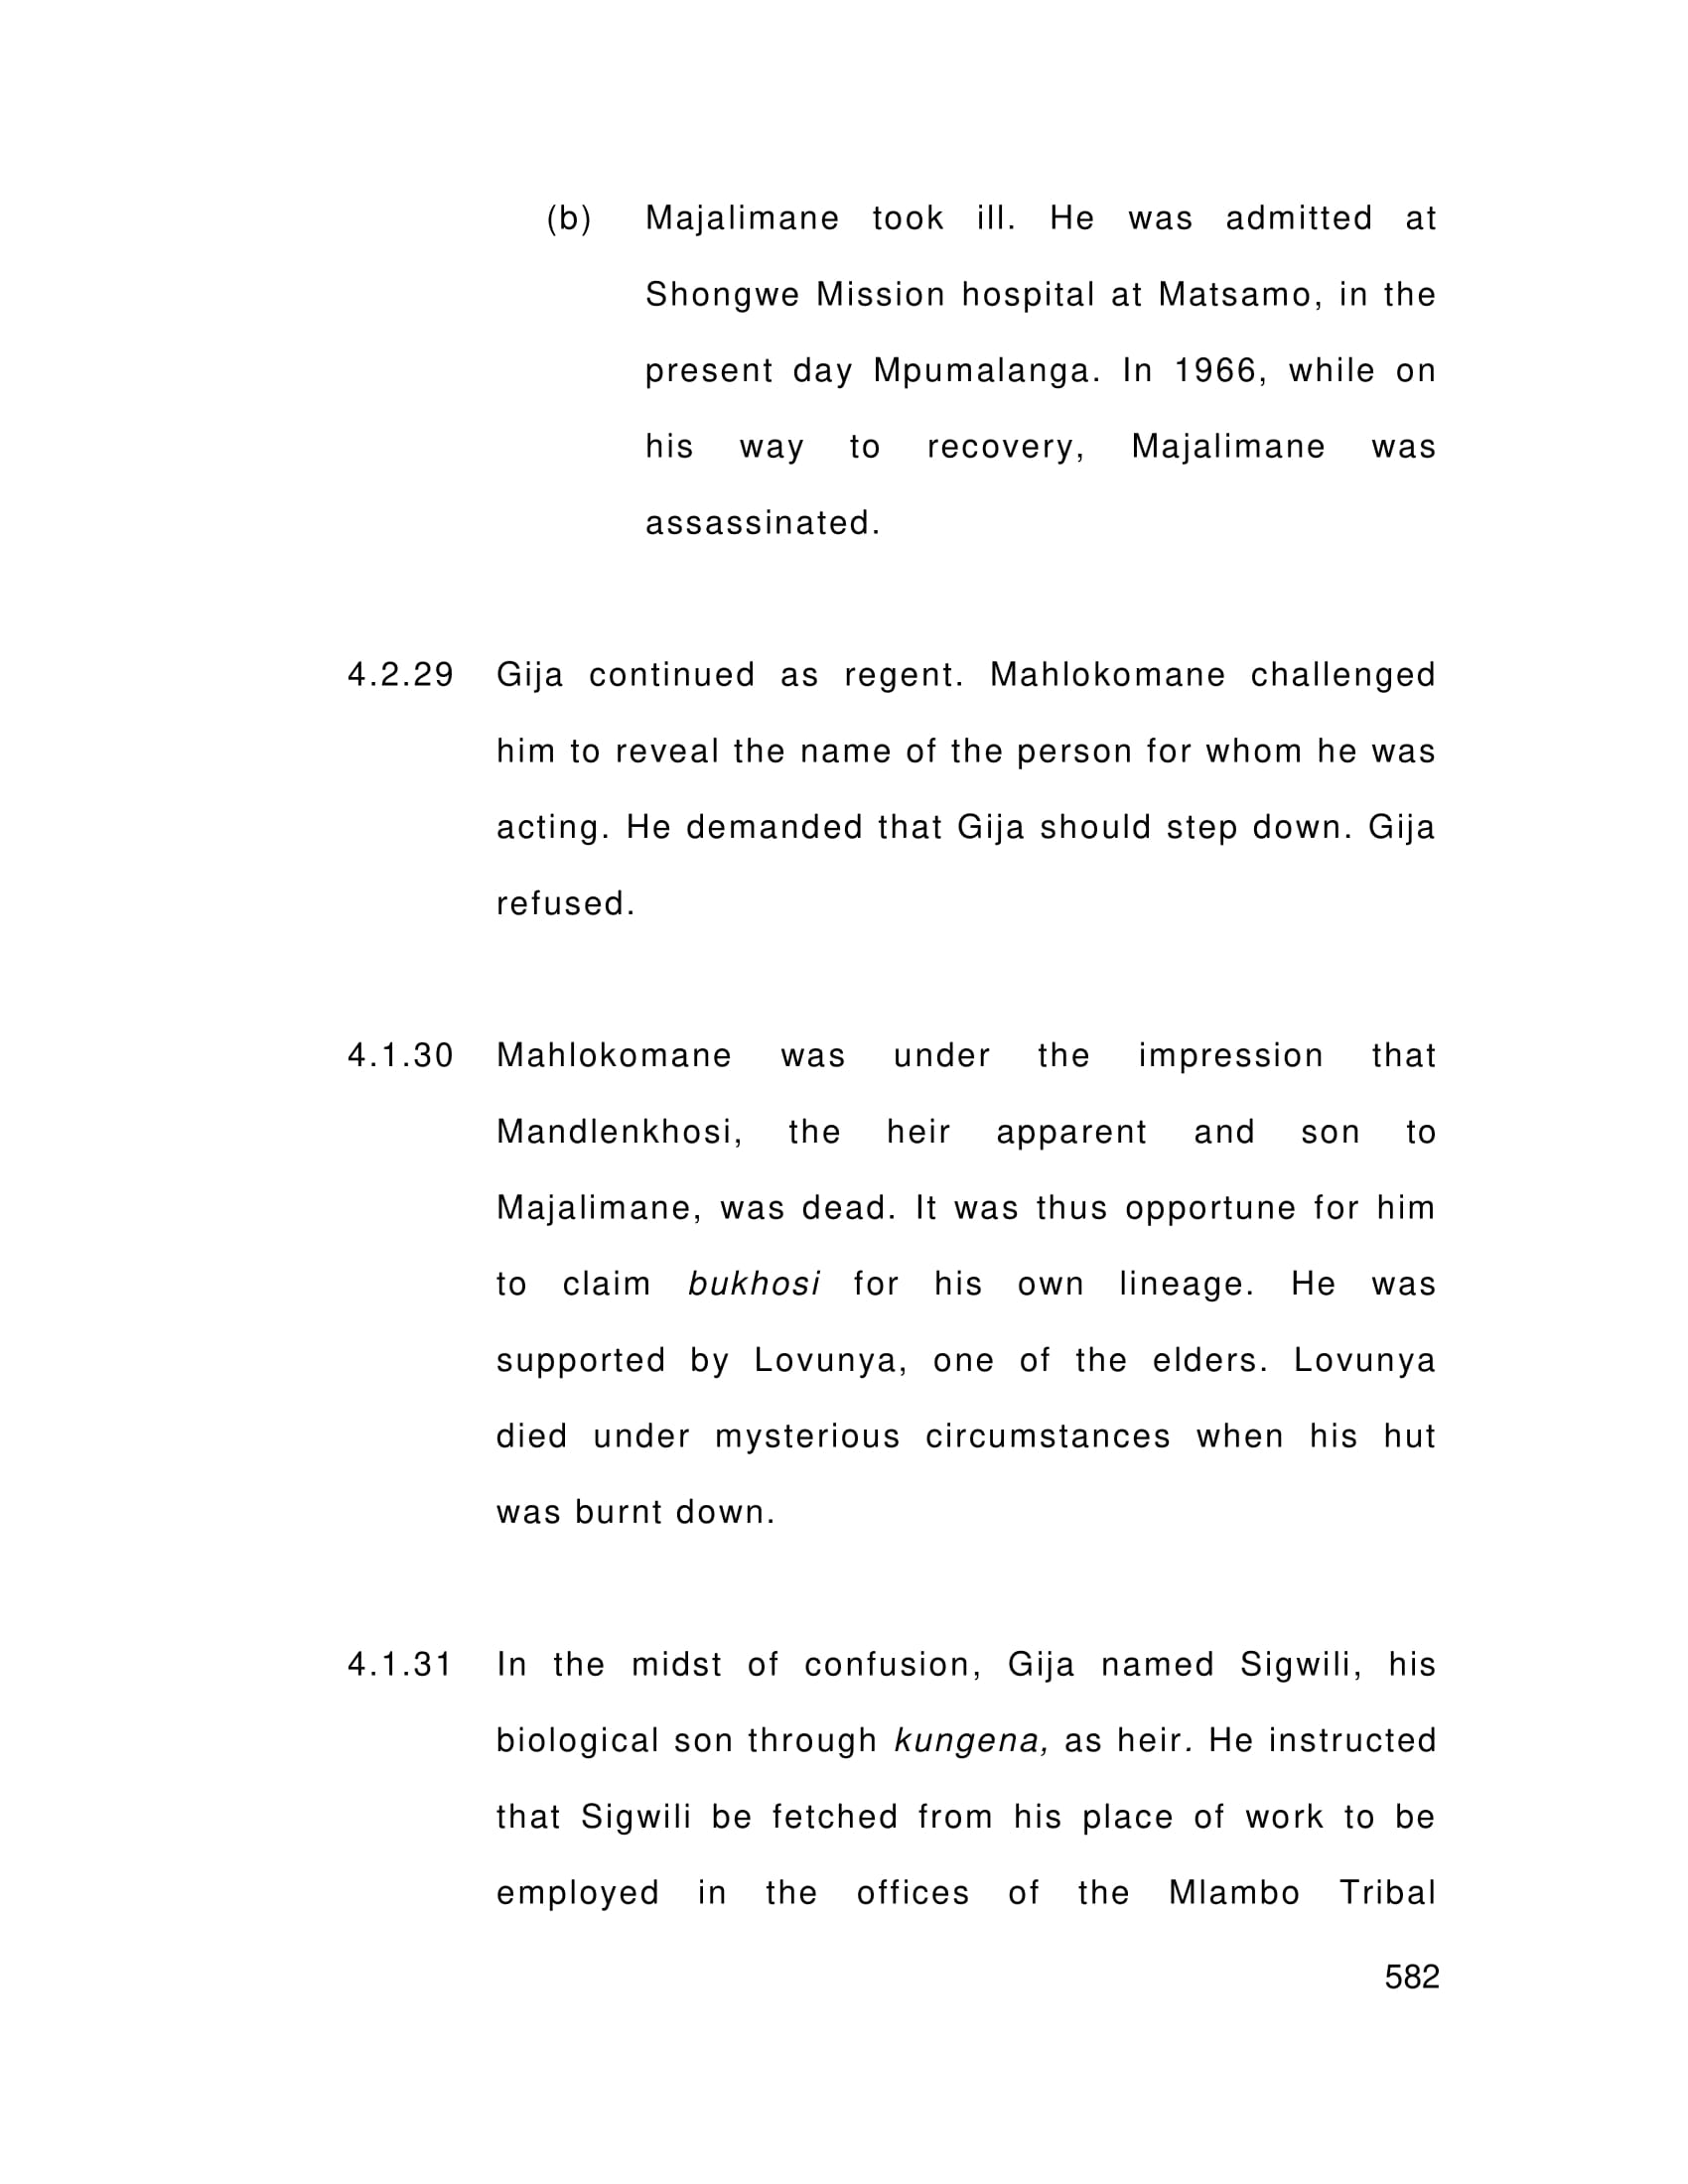 (b) Majalimane took ill. He was admitted at
Shongwe Mission hospital at Matsamo, in the
present day Mpumalanga. In 1966, while on
his way to recovery, Majalimane was
assassinated.
4.2.29 Gija continued as regent. Mahlokomane challenged
him to reveal the name of the person for whom he was
acting. He demanded that Gija should step down. Gija
refused.
4.1.30 Mahlokomane was under the impression that
Mandlenkhosi, the heir apparent and son to
Majalimane, was dead. It was thus opportune for him
to claim bukhosi for his own lineage. He was
supported by Lovunya, one of the elders. Lovunya
died under mysterious circumstances when his hut
was burnt down.
4.1.31 In the midst of confusion, Gija named Sigwili, his
biological son through kungena, as heir. He instructed
that Sigwili be fetched from his place of work to be
employed in the offices of the Mlambo Tribal
582